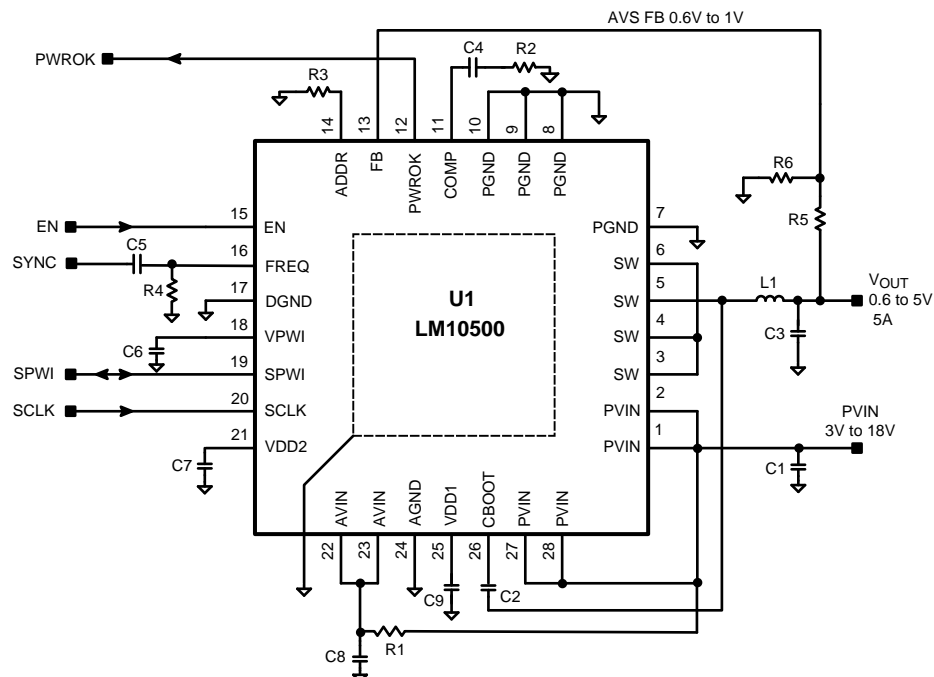 AVS FB 0.6V to 1V
PWROK
C4
R2
R3
14
13
12
11
10
9
8
ADDR
FB
PWROK
COMP
PGND
PGND
PGND
R6
R5
EN
15
EN
PGND
7
SYNC
C5
16
FREQ
SW
6
R4
17
DGND
SW
5
L1
VOUT
0.6 to 5V
5A
U1
LM10500
C6
18
VPWI
SW
4
C3
SPWI
19
SPWI
SW
3
SCLK
20
SCLK
PVIN
2
PVIN
3V to 18V
C7
21
VDD2
PVIN
1
C1
AVIN
AVIN
AGND
VDD1
CBOOT
PVIN
PVIN
22
23
24
25
26
27
28
C9
C2
C8
R1